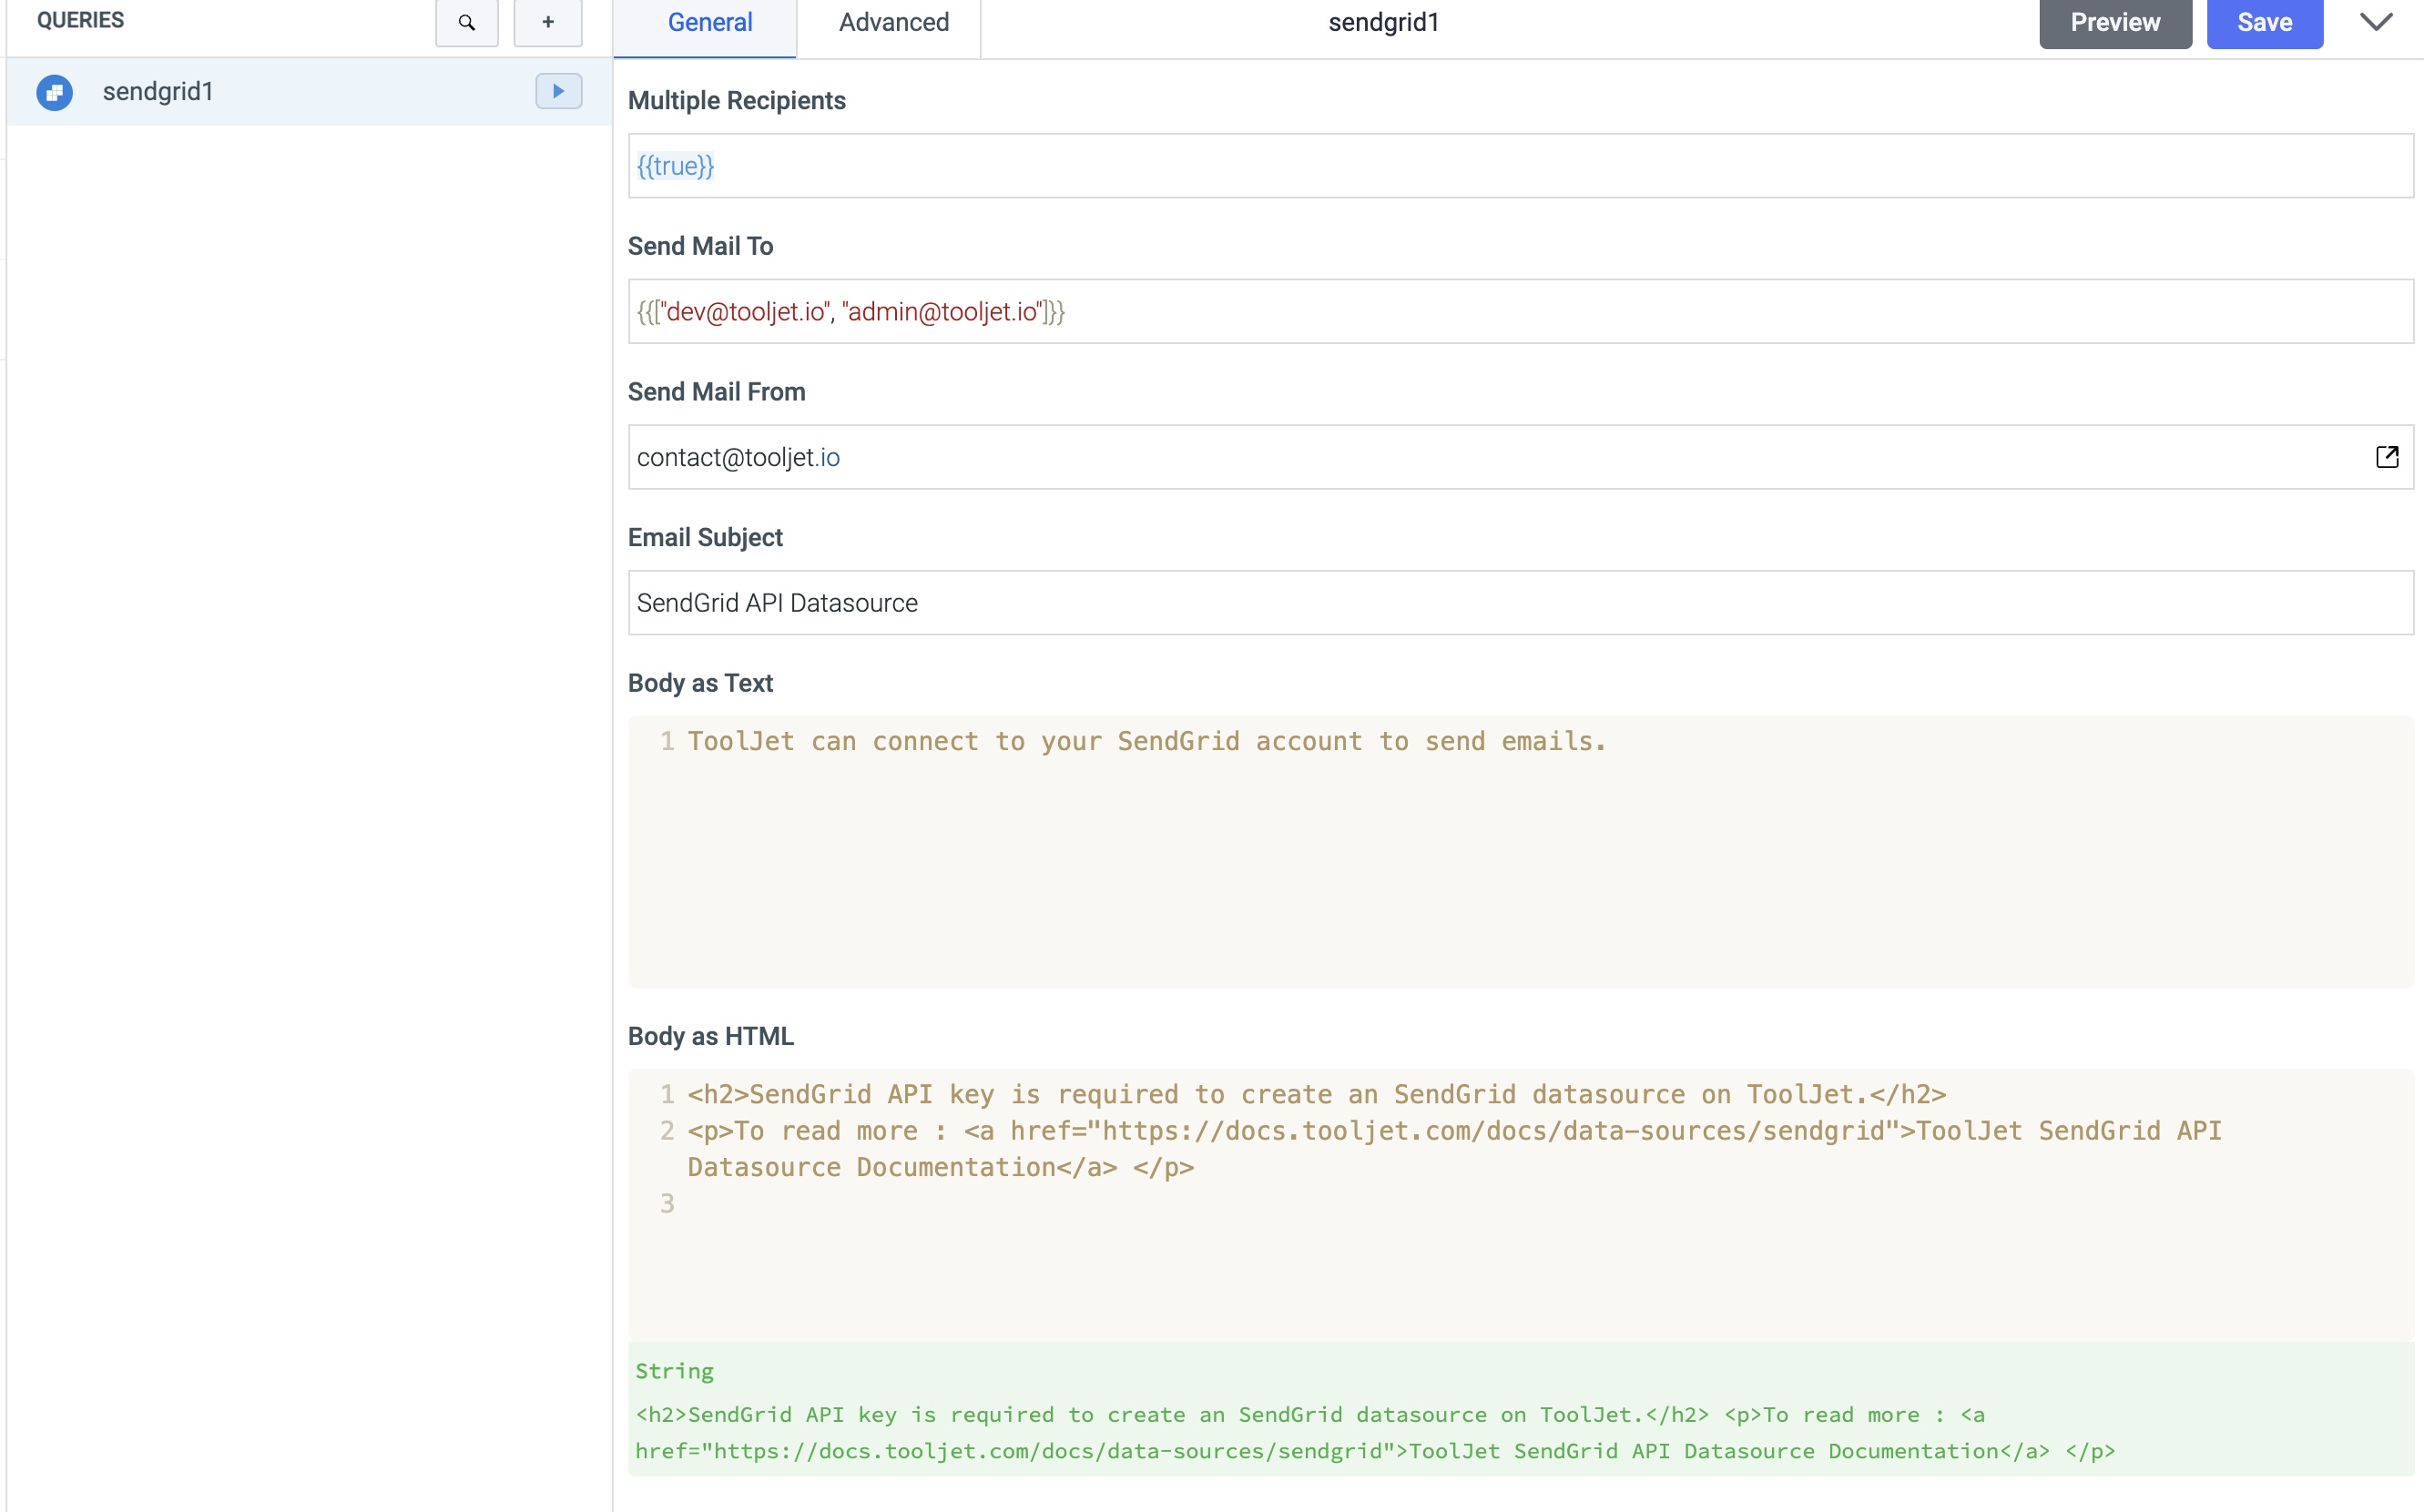 QUERIES
+
General
Advanced
sendgrid1
Preview
Save
sendgrid1
Multiple Recipients
{{true}}
Send Mail To
{{["dev@tooljet.io", "admin@tooljet.io"]}}
Send Mail From
contact@tooljet.io
Email Subject
SendGrid API Datasource
Body as Text
1 ToolJet can connect to your SendGrid account to send emails.
Body as HTML
1 <h2>SendGrid API key is required to create an SendGrid datasource on ToolJet.</h2>
2 <p>To read more : <a href="https://docs.tooljet.com/docs/data-sources/sendgrid">ToolJet SendGrid API
Datasource Documentation</a> </p>
3
String
<h2>SendGrid API key is required to create an SendGrid datasource on ToolJet.</h2> <p>To read more : <a
href="https://docs.tooljet.com/docs/data-sources/sendgrid">ToolJet SendGrid API Datasource Documentation</a> </p>